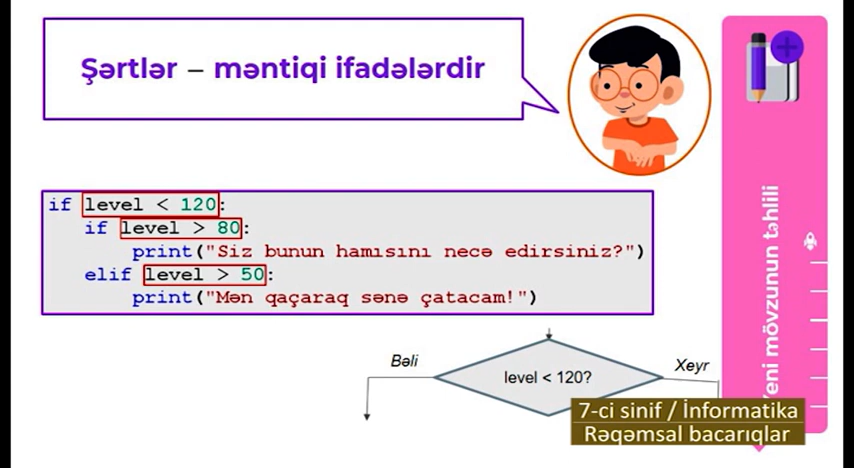 Şərtlər – məntiqi ifadələrdir
if level < 120:
if level > 80:
print("Siz bunun hamısını necə edirsiniz?")
elif level > 50:
print("Mən qaçaraq sənə çatacam!")
Bəli
level < 120?
Xeyr
Yeni mövzunun təhlili
7-ci sinif / İnformatika
Rəqəmsal bacarıqlar